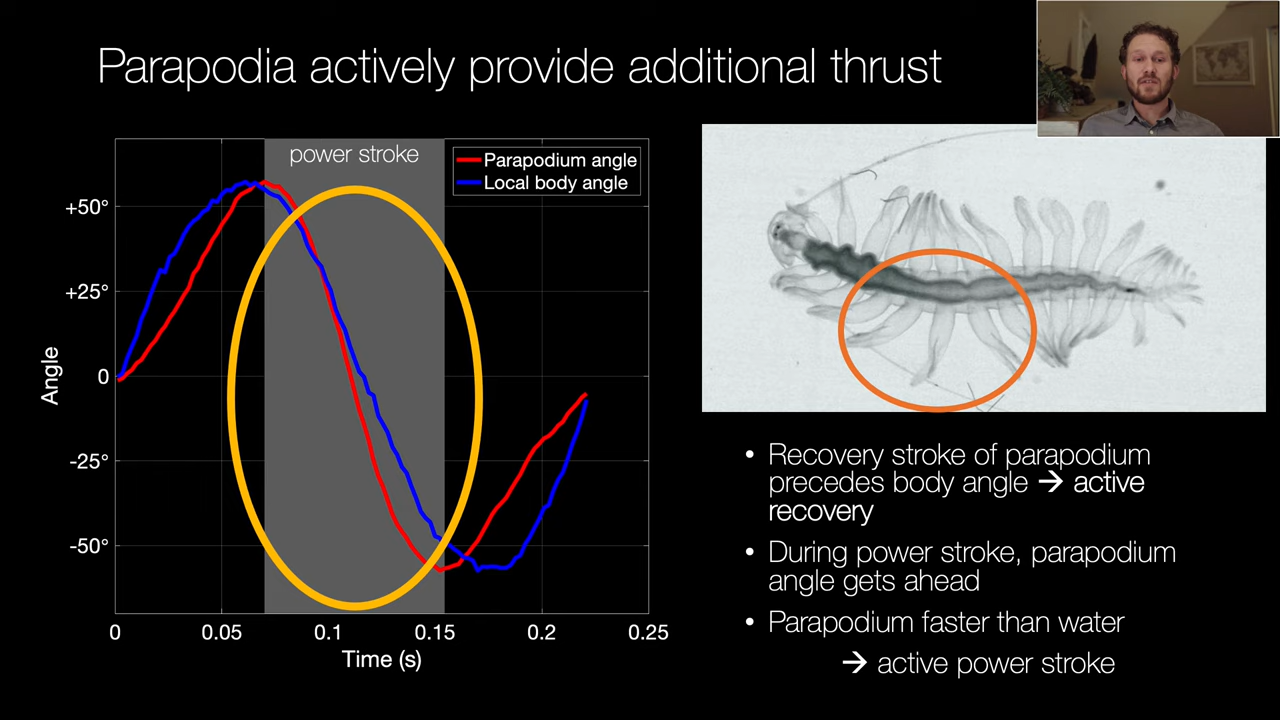 Parapodia actively provide additional thrust
power stroke
Parapodium angle
Local body angle
+50°
+25°
0
-25°
-50°
Angle
0 0.05 0.1 0.15 0.2 0.25
Time (s)
• Recovery stroke of parapodium
precedes body angle → active
recovery
• During power stroke, parapodium
angle gets ahead
• Parapodium faster than water
→ active power stroke